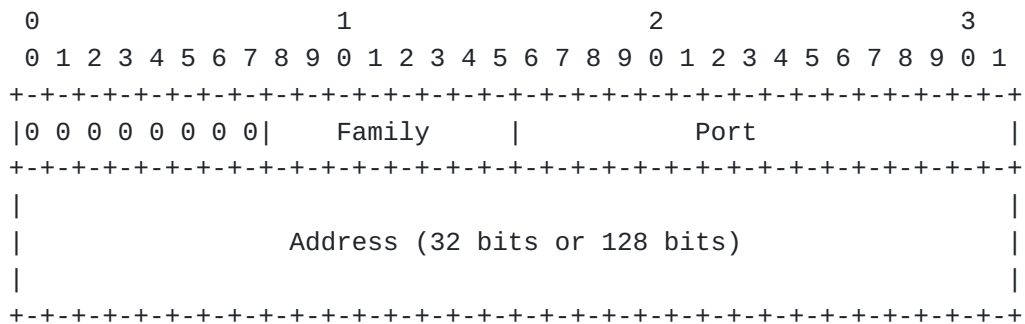 0                   1                   2                   3
 0 1 2 3 4 5 6 7 8 9 0 1 2 3 4 5 6 7 8 9 0 1 2 3 4 5 6 7 8 9 0 1
+-+-+-+-+-+-+-+-+-+-+-+-+-+-+-+-+-+-+-+-+-+-+-+-+-+-+-+-+-+-+-+-+
|0 0 0 0 0 0 0 0|    Family     |           Port                |
+-+-+-+-+-+-+-+-+-+-+-+-+-+-+-+-+-+-+-+-+-+-+-+-+-+-+-+-+-+-+-+-+
|                                                               |
|                 Address (32 bits or 128 bits)                 |
|                                                               |
+-+-+-+-+-+-+-+-+-+-+-+-+-+-+-+-+-+-+-+-+-+-+-+-+-+-+-+-+-+-+-+-+